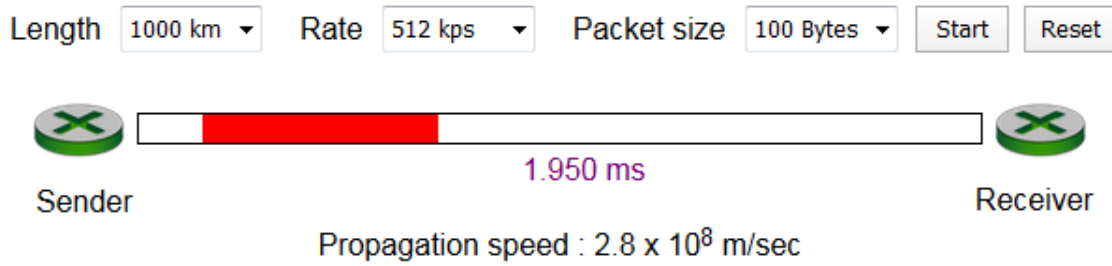 Length 1000 km Rate 512 kps Packet size 100 Bytes Start Reset
1.950 ms
Sender Receiver
Propagation speed : 2.8 x 10⁸ m/sec